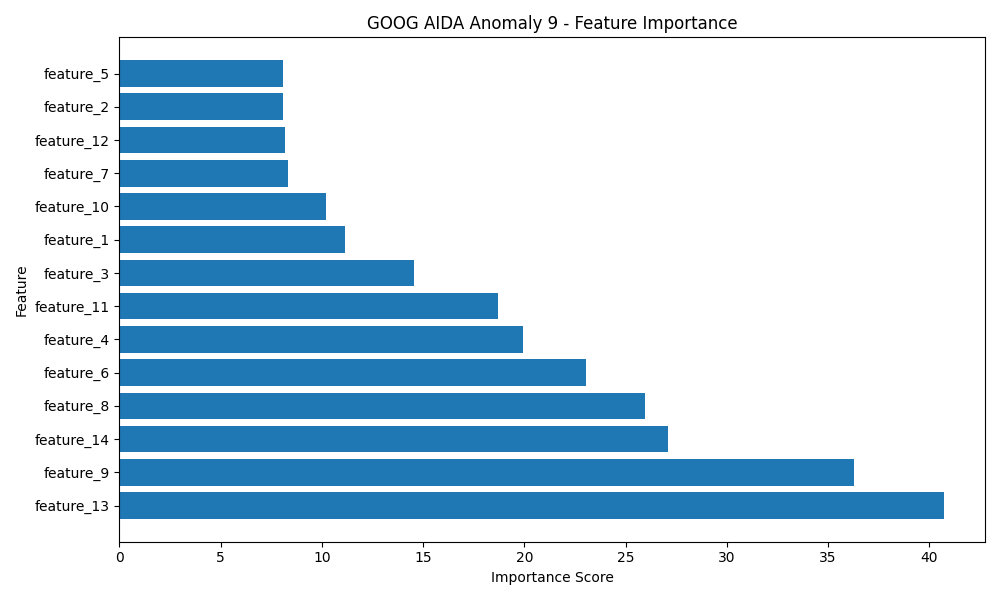 GOOG AIDA Anomaly 9 - Feature Importance
Feature
feature_5
feature_2
feature_12
feature_7
feature_10
feature_1
feature_3
feature_11
feature_4
feature_6
feature_8
feature_14
feature_9
feature_13
0 5 10 15 20 25 30 35 40
Importance Score